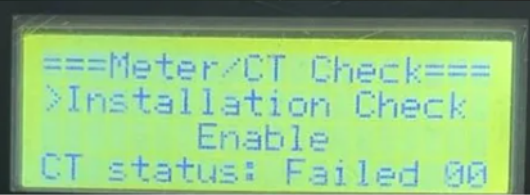 ===Meter/CT Check===
>Installation Check
Enable
CT status: Failed 00